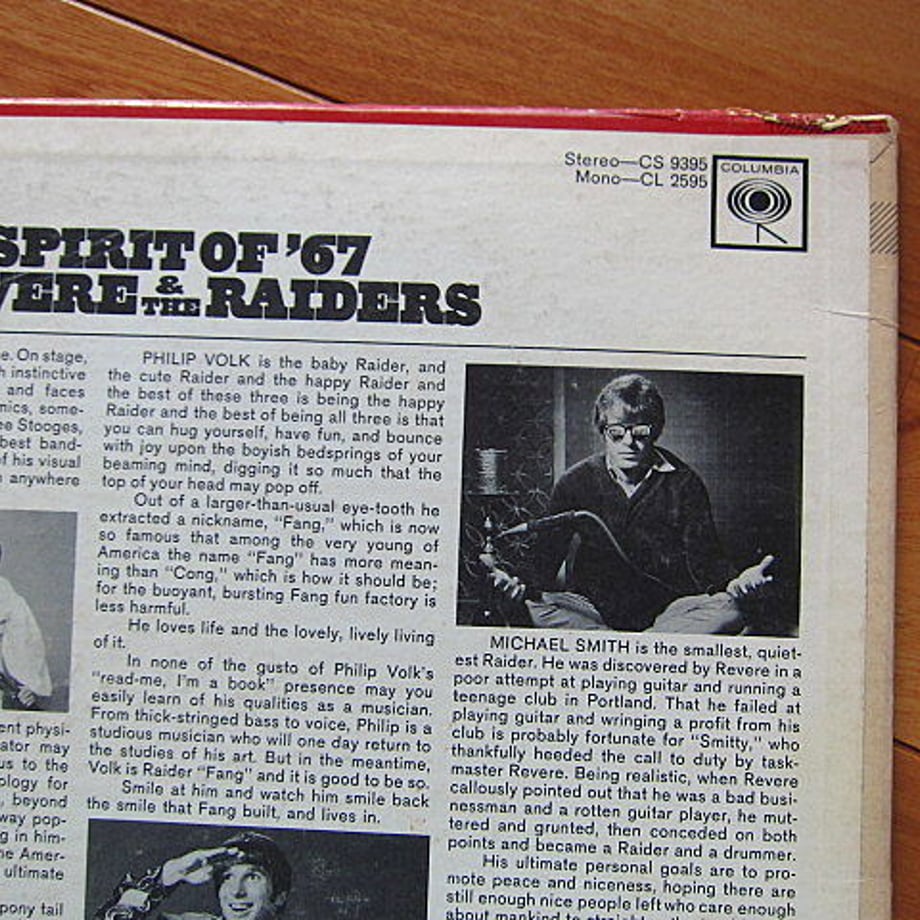 Stereo—CS 9395
Mono—CL 2595
COLUMBIA
SPIRIT OF '67
VERE & THE RAIDERS
e. On stage,
h instinctive
and faces
mics, some-
ee Stooges,
best band-
f his visual
anywhere
ent physi-
ator may
us to the
ology for
, beyond
way pop-
g in him-
he Amer-
ultimate
pony tail
PHILIP VOLK is the baby Raider, and
the cute Raider and the happy Raider and
the best of these three is being the happy
Raider and the best of being all three is that
you can hug yourself, have fun, and bounce
with joy upon the boyish bedsprings of your
beaming mind, digging it so much that the
top of your head may pop off.
Out of a larger-than-usual eye-tooth he
extracted a nickname, "Fang," which is now
so famous that among the very young of
America the name "Fang" has more mean-
ing than "Cong," which is how it should be;
for the buoyant, bursting Fang fun factory is
less harmful.
He loves life and the lovely, lively living
of it.
In none of the gusto of Philip Volk's
"read-me, I'm a book" presence may you
easily learn of his qualities as a musician.
From thick-stringed bass to voice, Philip is a
studious musician who will one day return to
the studies of his art. But in the meantime,
Volk is Raider "Fang" and it is good to be so.
Smile at him and watch him smile back
the smile that Fang built, and lives in.
MICHAEL SMITH is the smallest, quiet-
est Raider. He was discovered by Revere in a
poor attempt at playing guitar and running a
teenage club in Portland. That he failed at
playing guitar and wringing a profit from his
club is probably fortunate for "Smitty," who
thankfully heeded the call to duty by task-
master Revere. Being realistic, when Revere
callously pointed out that he was a bad busi-
nessman and a rotten guitar player, he mut-
tered and grunted, then conceded on both
points and became a Raider and a drummer.
His ultimate personal goals are to pro-
mote peace and niceness, hoping there are
still enough nice people left who care enough
about mankind to